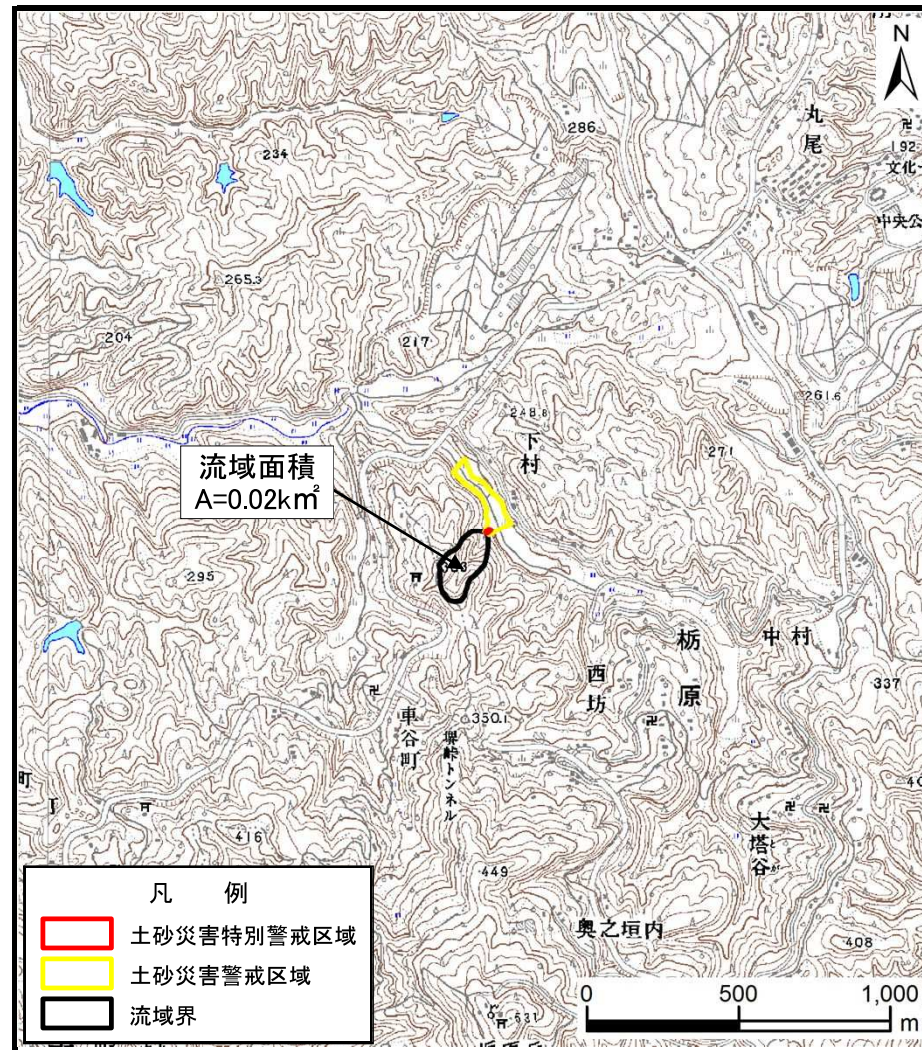 N
丸尾
286
192
文化
中央公
234
265.3
204
217
261.6
248.8
下村
271
流域面積
A=0.02km²
295
栃原
中村
西坊
337
350.1
車谷町
堺峠トンネル
町
416
大塔谷
449
奥之垣内
408
531
凡 例
土砂災害特別警戒区域
土砂災害警戒区域
流域界
0 500 1,000
m